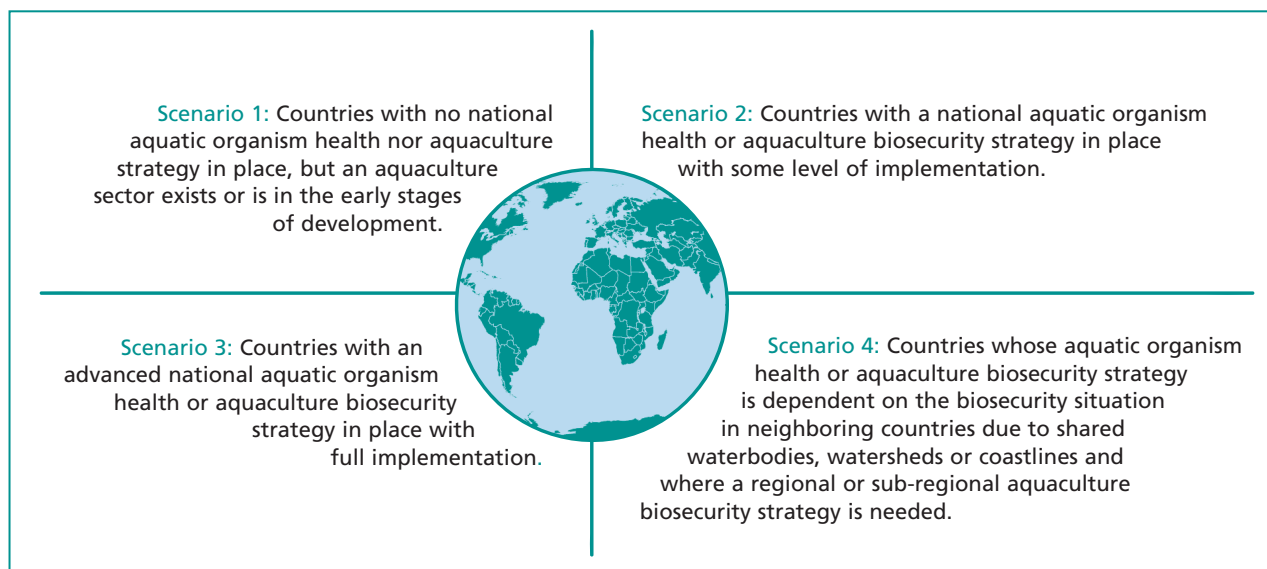 Scenario 1: Countries with no national
aquatic organism health nor aquaculture
strategy in place, but an aquaculture
sector exists or is in the early stages
of development.
Scenario 2: Countries with a national aquatic organism
health or aquaculture biosecurity strategy in place
with some level of implementation.
Scenario 3: Countries with an
advanced national aquatic organism
health or aquaculture biosecurity
strategy in place with
full implementation.
Scenario 4: Countries whose aquatic organism
health or aquaculture biosecurity strategy
is dependent on the biosecurity situation
in neighboring countries due to shared
waterbodies, watersheds or coastlines and
where a regional or sub-regional aquaculture
biosecurity strategy is needed.